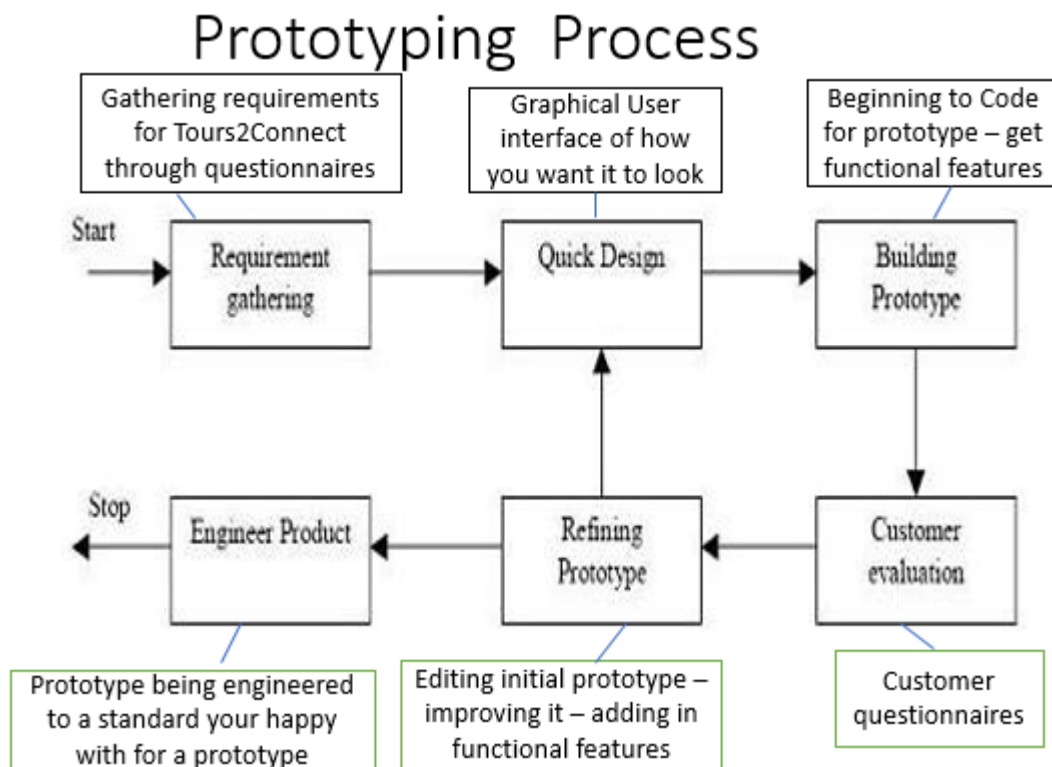 Prototyping Process
Gathering requirements
for Tours2Connect
through questionnaires
Graphical User
interface of how
you want it to look
Beginning to Code
for prototype – get
functional features
Start
Requirement
gathering
Quick Design
Building
Prototype
Stop
Engineer Product
Refining
Prototype
Customer
evaluation
Prototype being engineered
to a standard your happy
with for a prototype
Editing initial prototype –
improving it – adding in
functional features
Customer
questionnaires